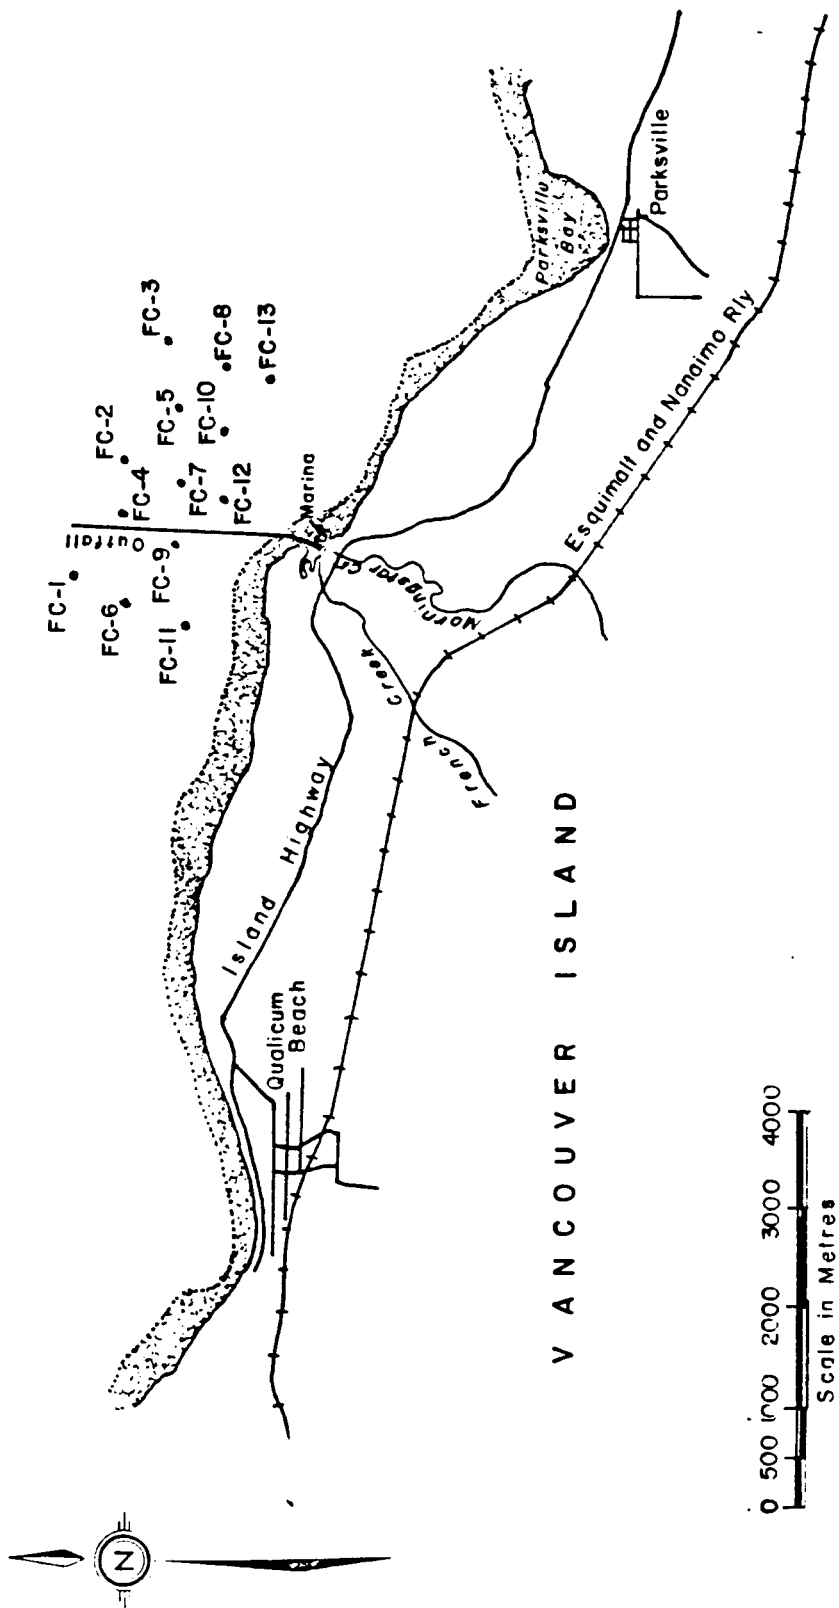 FC-1
FC-2
FC-3
FC-4
FC-5
FC-6
FC-7
FC-8
FC-9
FC-10
FC-11
FC-12
FC-13
Outfall
Marina
Parksville
Bay
Parksville
Morningstar Cr.
French Creek
Island Highway
Esquimalt and Nanaimo Rly
Qualicum
Beach
VANCOUVER ISLAND
N
0 500 1000 2000 3000 4000
Scale in Metres